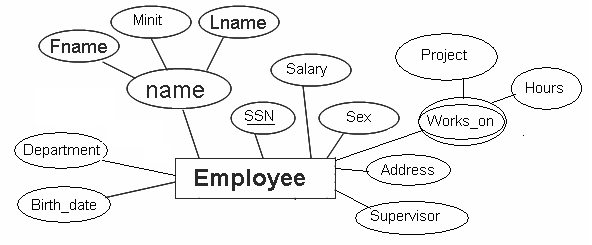 Minit
Lname
Fname
Project
Salary
name
Hours
SSN
Sex
Works_on
Department
Address
Employee
Birth_date
Supervisor